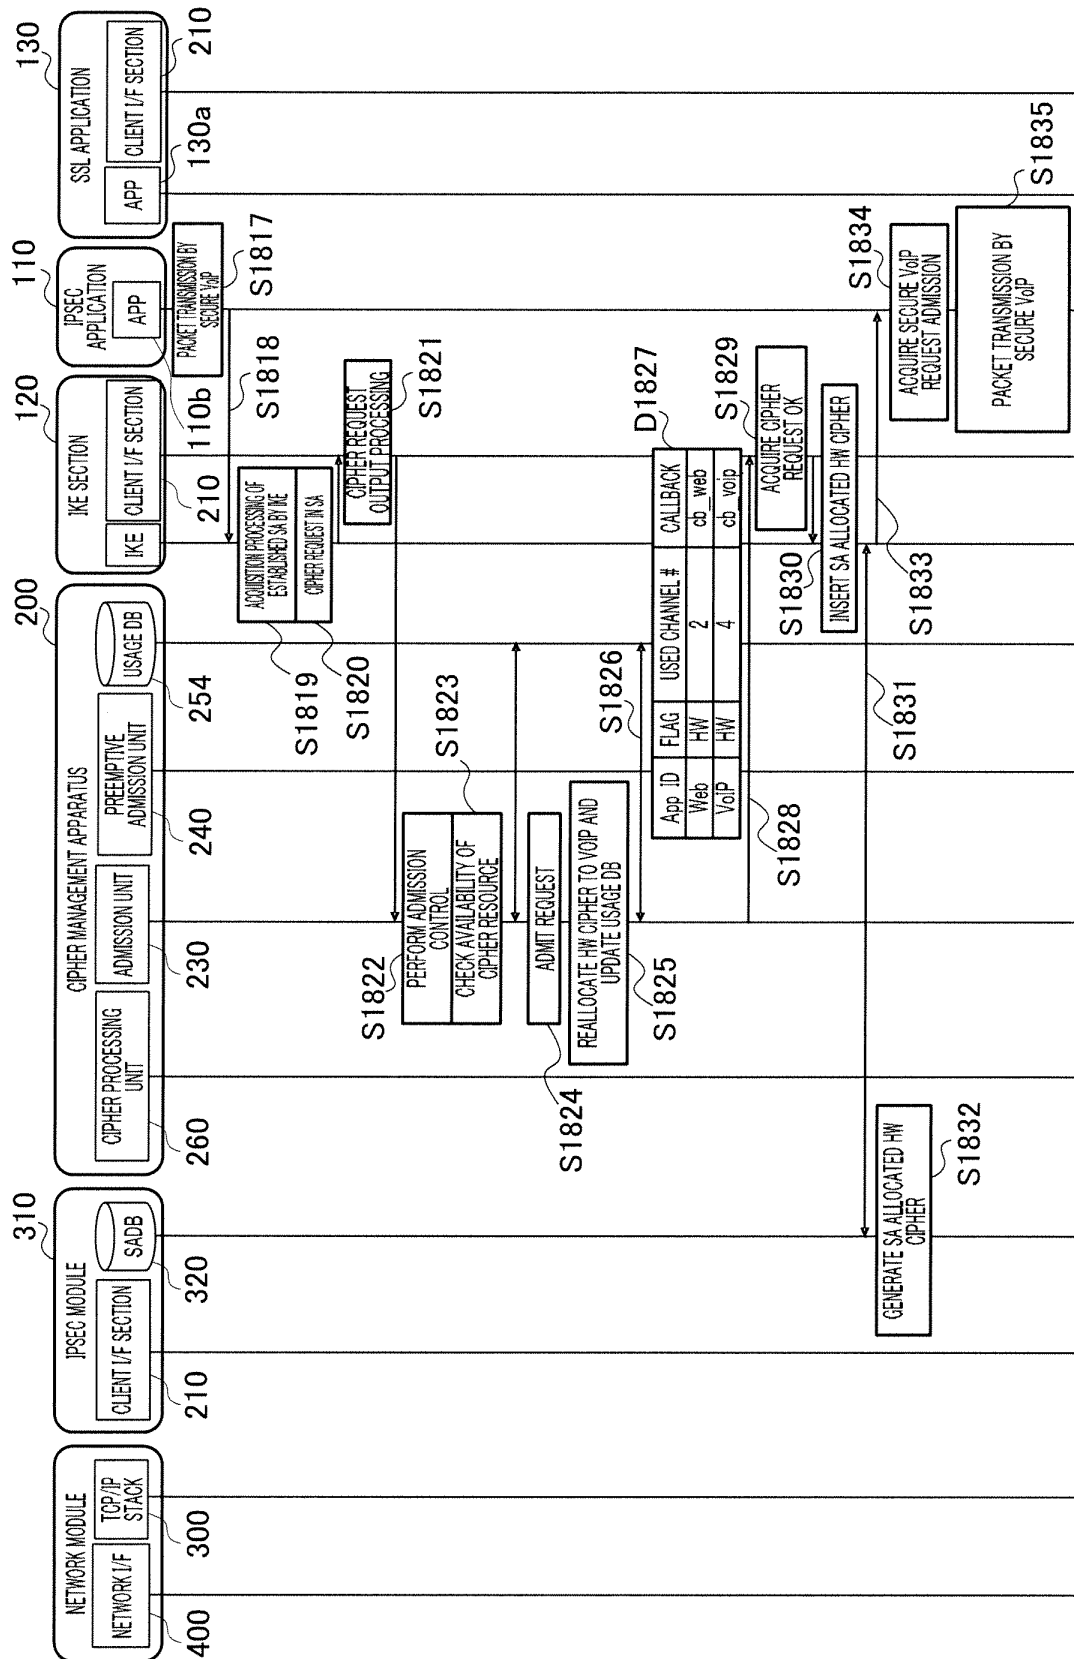 NETWORK MODULE
NETWORK I/F
400
TCP/IP
STACK
300
IPSEC MODULE
310
CLIENT I/F SECTION
210
SADB
320
CIPHER MANAGEMENT APPARATUS
200
CIPHER PROCESSING
UNIT
260
ADMISSION UNIT
230
PREEMPTIVE
ADMISSION UNIT
240
USAGE DB
254
IKE SECTION
120
IKE
CLIENT I/F SECTION
210
IPSEC
APPLICATION
110
APP
110b
SSL APPLICATION
130
APP
130a
CLIENT I/F SECTION
210
PACKET TRANSMISSION BY
SECURE VoIP
S1817
S1818
ACQUISITION PROCESSING OF
ESTABLISHED SA BY IKE
S1819
CIPHER REQUEST IN SA
S1820
CIPHER REQUEST
OUTPUT PROCESSING
S1821
PERFORM ADMISSION
CONTROL
S1822
CHECK AVAILABILITY OF
CIPHER RESOURCE
S1823
ADMIT REQUEST
S1824
REALLOCATE HW CIPHER TO VOIP AND
UPDATE USAGE DB
S1825
S1826
D1827
App ID FLAG USED CHANNEL # CALLBACK
Web HW 2 cb_web
VoIP HW 4 cb_voip
S1828
ACQUIRE CIPHER
REQUEST OK
S1829
S1830
INSERT SA ALLOCATED HW CIPHER
S1831
GENERATE SA ALLOCATED HW
CIPHER
S1832
S1833
ACQUIRE SECURE VoIP
REQUEST ADMISSION
S1834
PACKET TRANSMISSION BY
SECURE VoIP
S1835